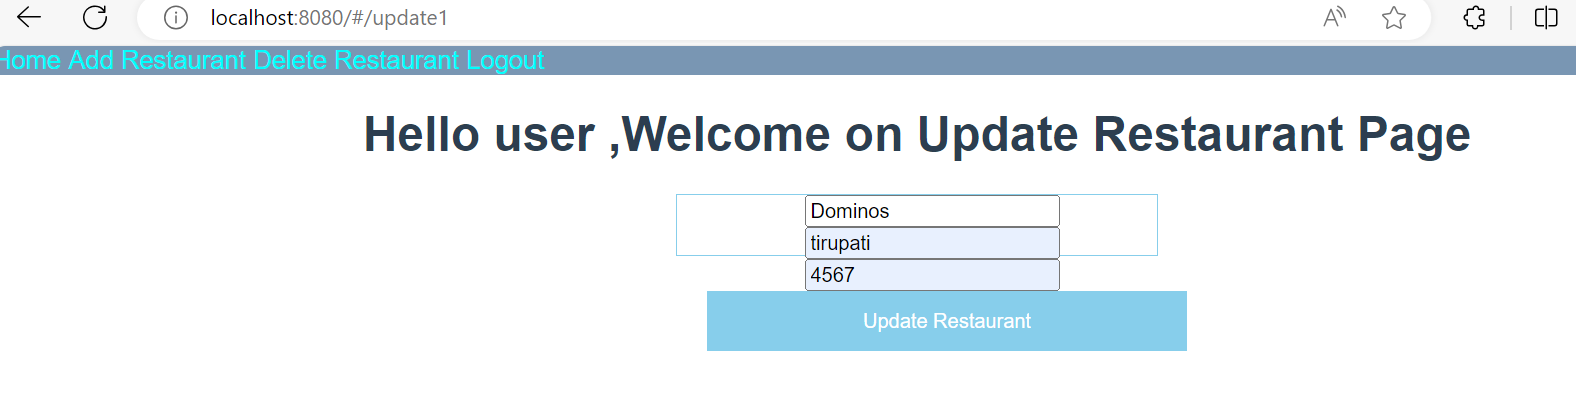 localhost:8080/#/update1
Home Add Restaurant Delete Restaurant Logout
Hello user ,Welcome on Update Restaurant Page
Dominos
tirupati
4567
Update Restaurant